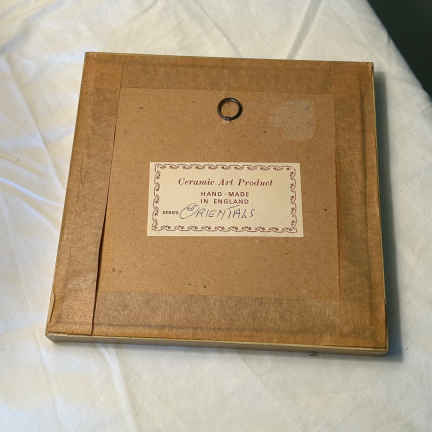 Ceramic Art Product
HAND-MADE
IN ENGLAND
SERIES ORIENTALS